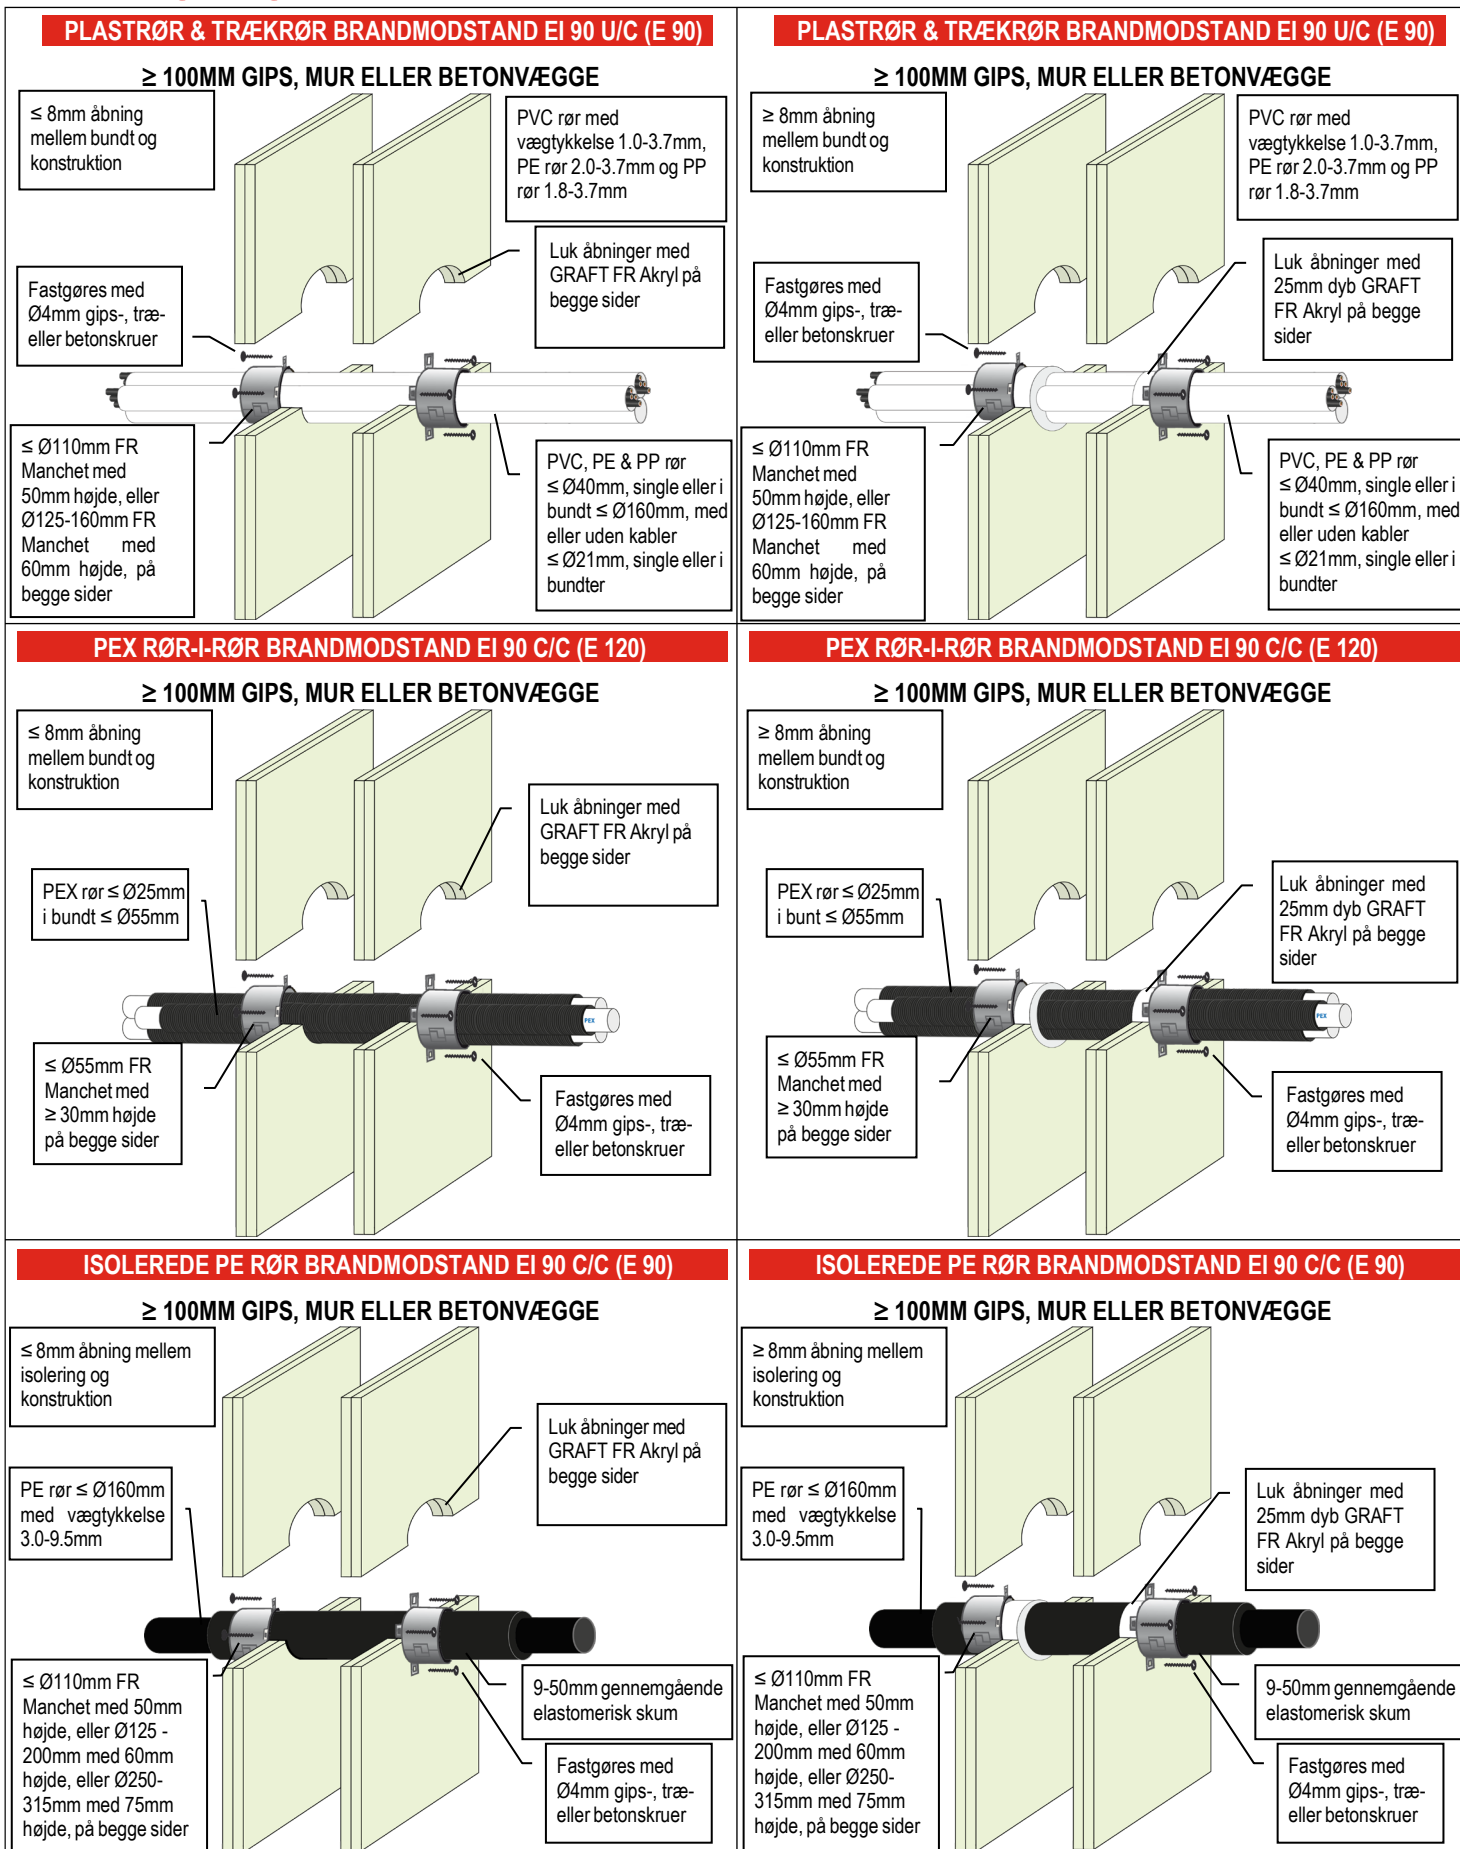 PLASTRØR & TRÆKRØR BRANDMODSTAND EI 90 U/C (E 90)
≥ 100MM GIPS, MUR ELLER BETONVÆGGE
≤ 8mm åbning
mellem bundt og
konstruktion
PVC rør med
vægtykkelse 1.0-3.7mm,
PE rør 2.0-3.7mm og PP
rør 1.8-3.7mm
Luk åbninger med
GRAFT FR Akryl på
begge sider
Fastgøres med
Ø4mm gips-, træ-
eller betonskruer
≤ Ø110mm FR
Manchet med
50mm højde, eller
Ø125-160mm FR
Manchet med
60mm højde, på
begge sider
PVC, PE & PP rør
≤ Ø40mm, single eller i
bundt ≤ Ø160mm, med
eller uden kabler
≤ Ø21mm, single eller i
bundter
PLASTRØR & TRÆKRØR BRANDMODSTAND EI 90 U/C (E 90)
≥ 100MM GIPS, MUR ELLER BETONVÆGGE
≥ 8mm åbning
mellem bundt og
konstruktion
PVC rør med
vægtykkelse 1.0-3.7mm,
PE rør 2.0-3.7mm og PP
rør 1.8-3.7mm
Luk åbninger med
25mm dyb GRAFT
FR Akryl på begge
sider
Fastgøres med
Ø4mm gips-, træ-
eller betonskruer
≤ Ø110mm FR
Manchet med
50mm højde, eller
Ø125-160mm FR
Manchet med
60mm højde, på
begge sider
PVC, PE & PP rør
≤ Ø40mm, single eller i
bundt ≤ Ø160mm, med
eller uden kabler
≤ Ø21mm, single eller i
bundter
PEX RØR-I-RØR BRANDMODSTAND EI 90 C/C (E 120)
≥ 100MM GIPS, MUR ELLER BETONVÆGGE
≤ 8mm åbning
mellem bundt og
konstruktion
Luk åbninger med
GRAFT FR Akryl på
begge sider
PEX rør ≤ Ø25mm
i bundt ≤ Ø55mm
PEX
≤ Ø55mm FR
Manchet med
≥ 30mm højde
på begge sider
Fastgøres med
Ø4mm gips-, træ-
eller betonskruer
PEX RØR-I-RØR BRANDMODSTAND EI 90 C/C (E 120)
≥ 100MM GIPS, MUR ELLER BETONVÆGGE
≥ 8mm åbning
mellem bundt og
konstruktion
Luk åbninger med
25mm dyb GRAFT
FR Akryl på begge
sider
PEX rør ≤ Ø25mm
i bunt ≤ Ø55mm
PEX
≤ Ø55mm FR
Manchet med
≥ 30mm højde
på begge sider
Fastgøres med
Ø4mm gips-, træ-
eller betonskruer
ISOLEREDE PE RØR BRANDMODSTAND EI 90 C/C (E 90)
≥ 100MM GIPS, MUR ELLER BETONVÆGGE
≤ 8mm åbning mellem
isolering og
konstruktion
Luk åbninger med
GRAFT FR Akryl på
begge sider
PE rør ≤ Ø160mm
med vægtykkelse
3.0-9.5mm
≤ Ø110mm FR
Manchet med 50mm
højde, eller Ø125 -
200mm med 60mm
højde, eller Ø250-
315mm med 75mm
højde, på begge sider
9-50mm gennemgående
elastomerisk skum
Fastgøres med
Ø4mm gips-, træ-
eller betonskruer
ISOLEREDE PE RØR BRANDMODSTAND EI 90 C/C (E 90)
≥ 100MM GIPS, MUR ELLER BETONVÆGGE
≥ 8mm åbning mellem
isolering og
konstruktion
PE rør ≤ Ø160mm
med vægtykkelse
3.0-9.5mm
Luk åbninger med
25mm dyb GRAFT
FR Akryl på begge
sider
≤ Ø110mm FR
Manchet med 50mm
højde, eller Ø125 -
200mm med 60mm
højde, eller Ø250-
315mm med 75mm
højde, på begge sider
9-50mm gennemgående
elastomerisk skum
Fastgøres med
Ø4mm gips-, træ-
eller betonskruer